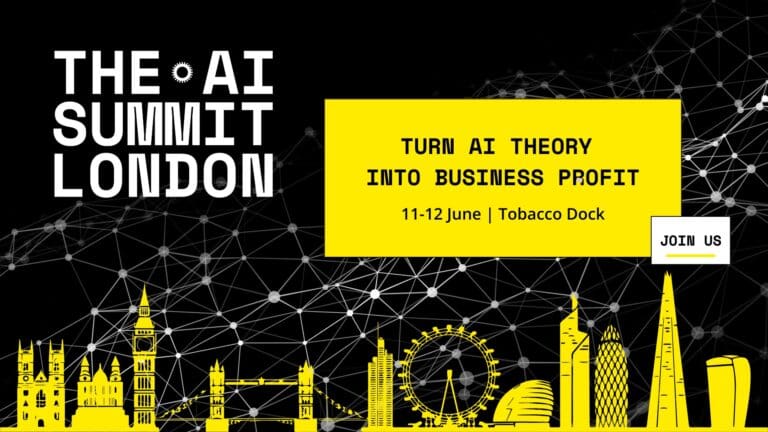 THE AI
SUMMIT
LONDON
TURN AI THEORY
INTO BUSINESS PROFIT
11-12 June | Tobacco Dock
JOIN US